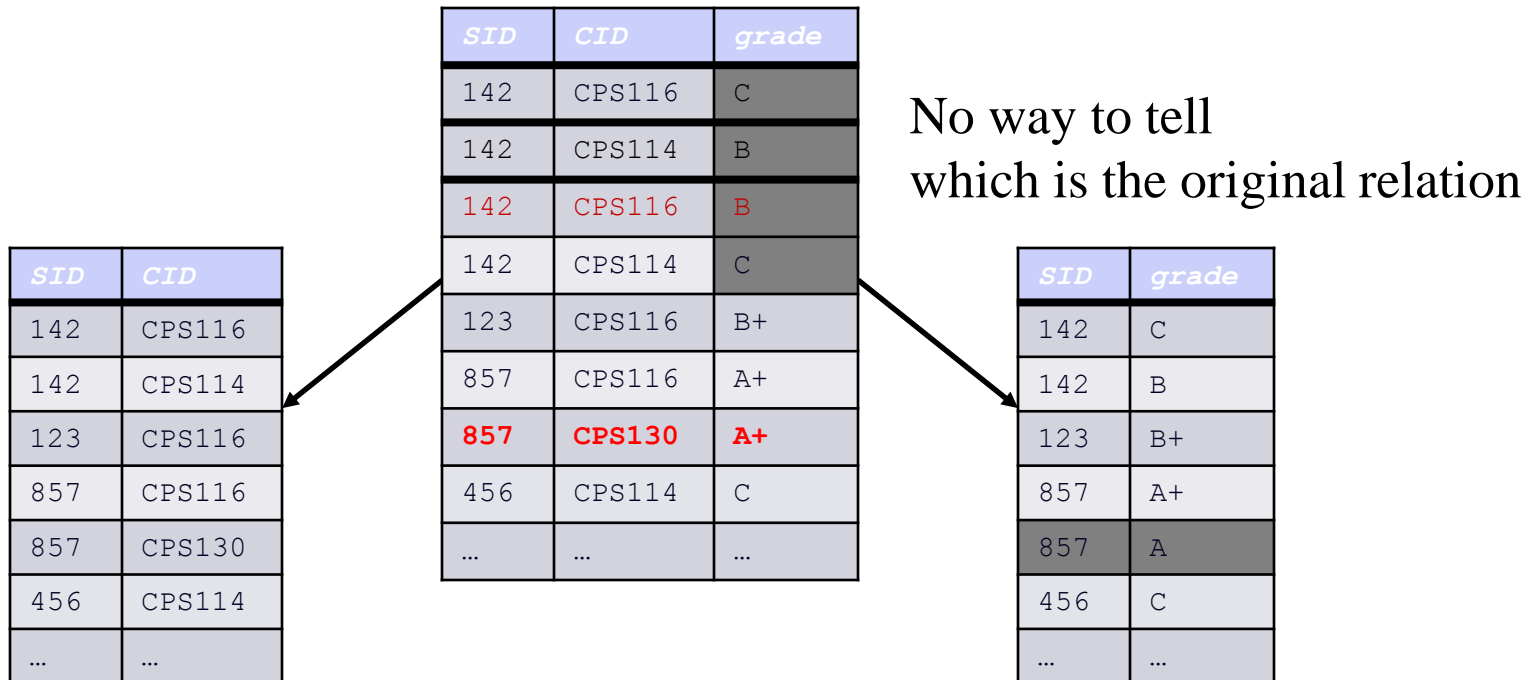 SID CID grade
142 CPS116 C
142 CPS114 B
142 CPS116 B
142 CPS114 C
123 CPS116 B+
857 CPS116 A+
857 CPS130 A+
456 CPS114 C
… … …
No way to tell
which is the original relation
SID CID
142 CPS116
142 CPS114
123 CPS116
857 CPS116
857 CPS130
456 CPS114
… …
SID grade
142 C
142 B
123 B+
857 A+
857 A
456 C
… …